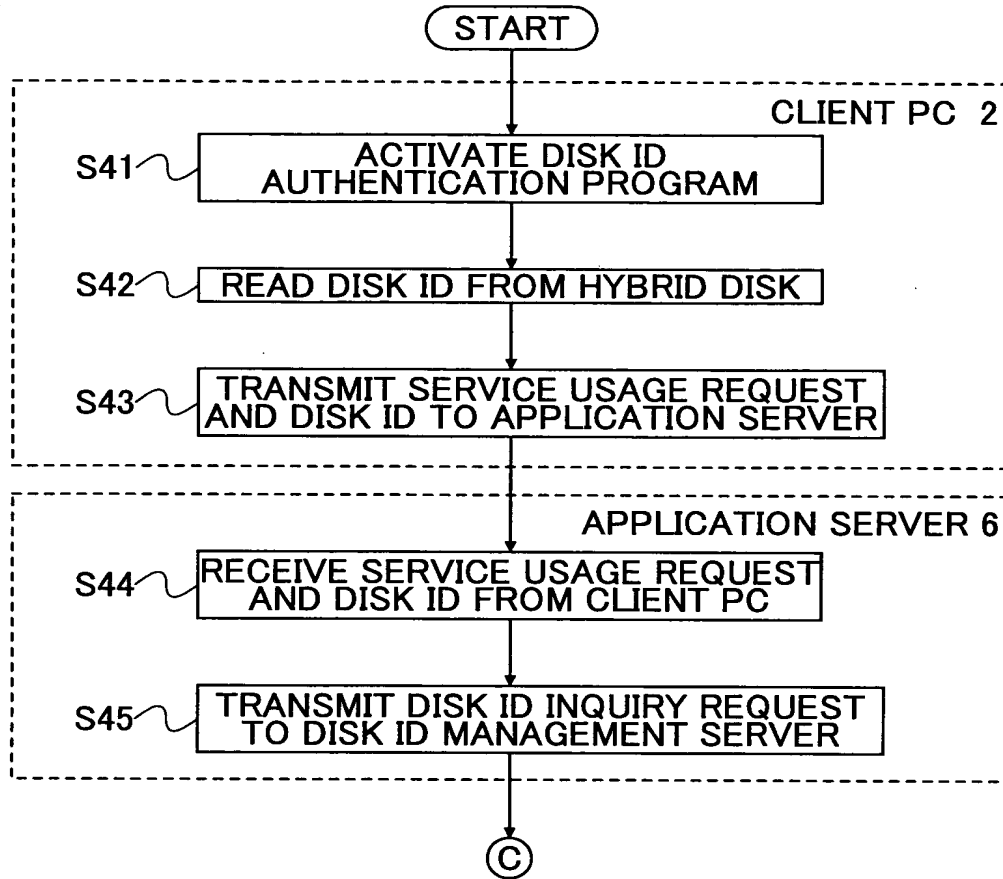 START
CLIENT PC 2
S41
ACTIVATE DISK ID
AUTHENTICATION PROGRAM
S42
READ DISK ID FROM HYBRID DISK
S43
TRANSMIT SERVICE USAGE REQUEST
AND DISK ID TO APPLICATION SERVER
APPLICATION SERVER 6
S44
RECEIVE SERVICE USAGE REQUEST
AND DISK ID FROM CLIENT PC
S45
TRANSMIT DISK ID INQUIRY REQUEST
TO DISK ID MANAGEMENT SERVER
C